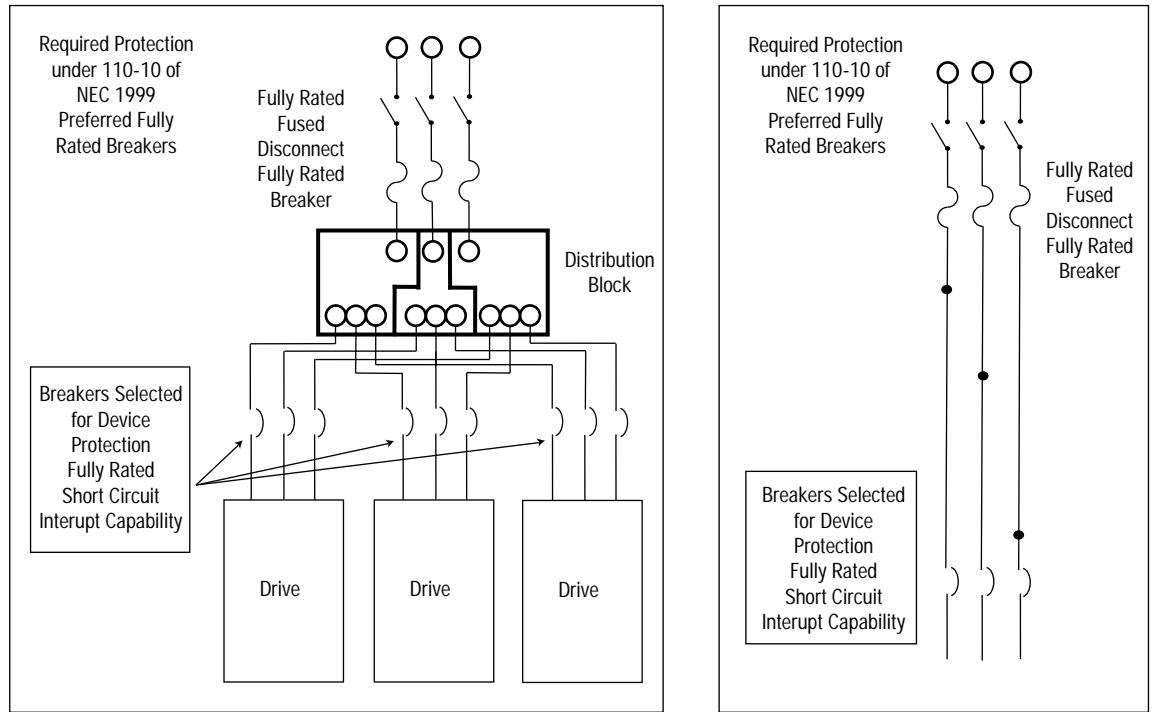 Required Protection
under 110-10 of
NEC 1999
Preferred Fully
Rated Breakers
Fully Rated
Fused
Disconnect
Fully Rated
Breaker
Distribution
Block
Breakers Selected
for Device
Protection
Fully Rated
Short Circuit
Interupt Capability
Drive
Drive
Drive
Required Protection
under 110-10 of
NEC 1999
Preferred Fully
Rated Breakers
Fully Rated
Fused
Disconnect
Fully Rated
Breaker
Breakers Selected
for Device
Protection
Fully Rated
Short Circuit
Interupt Capability